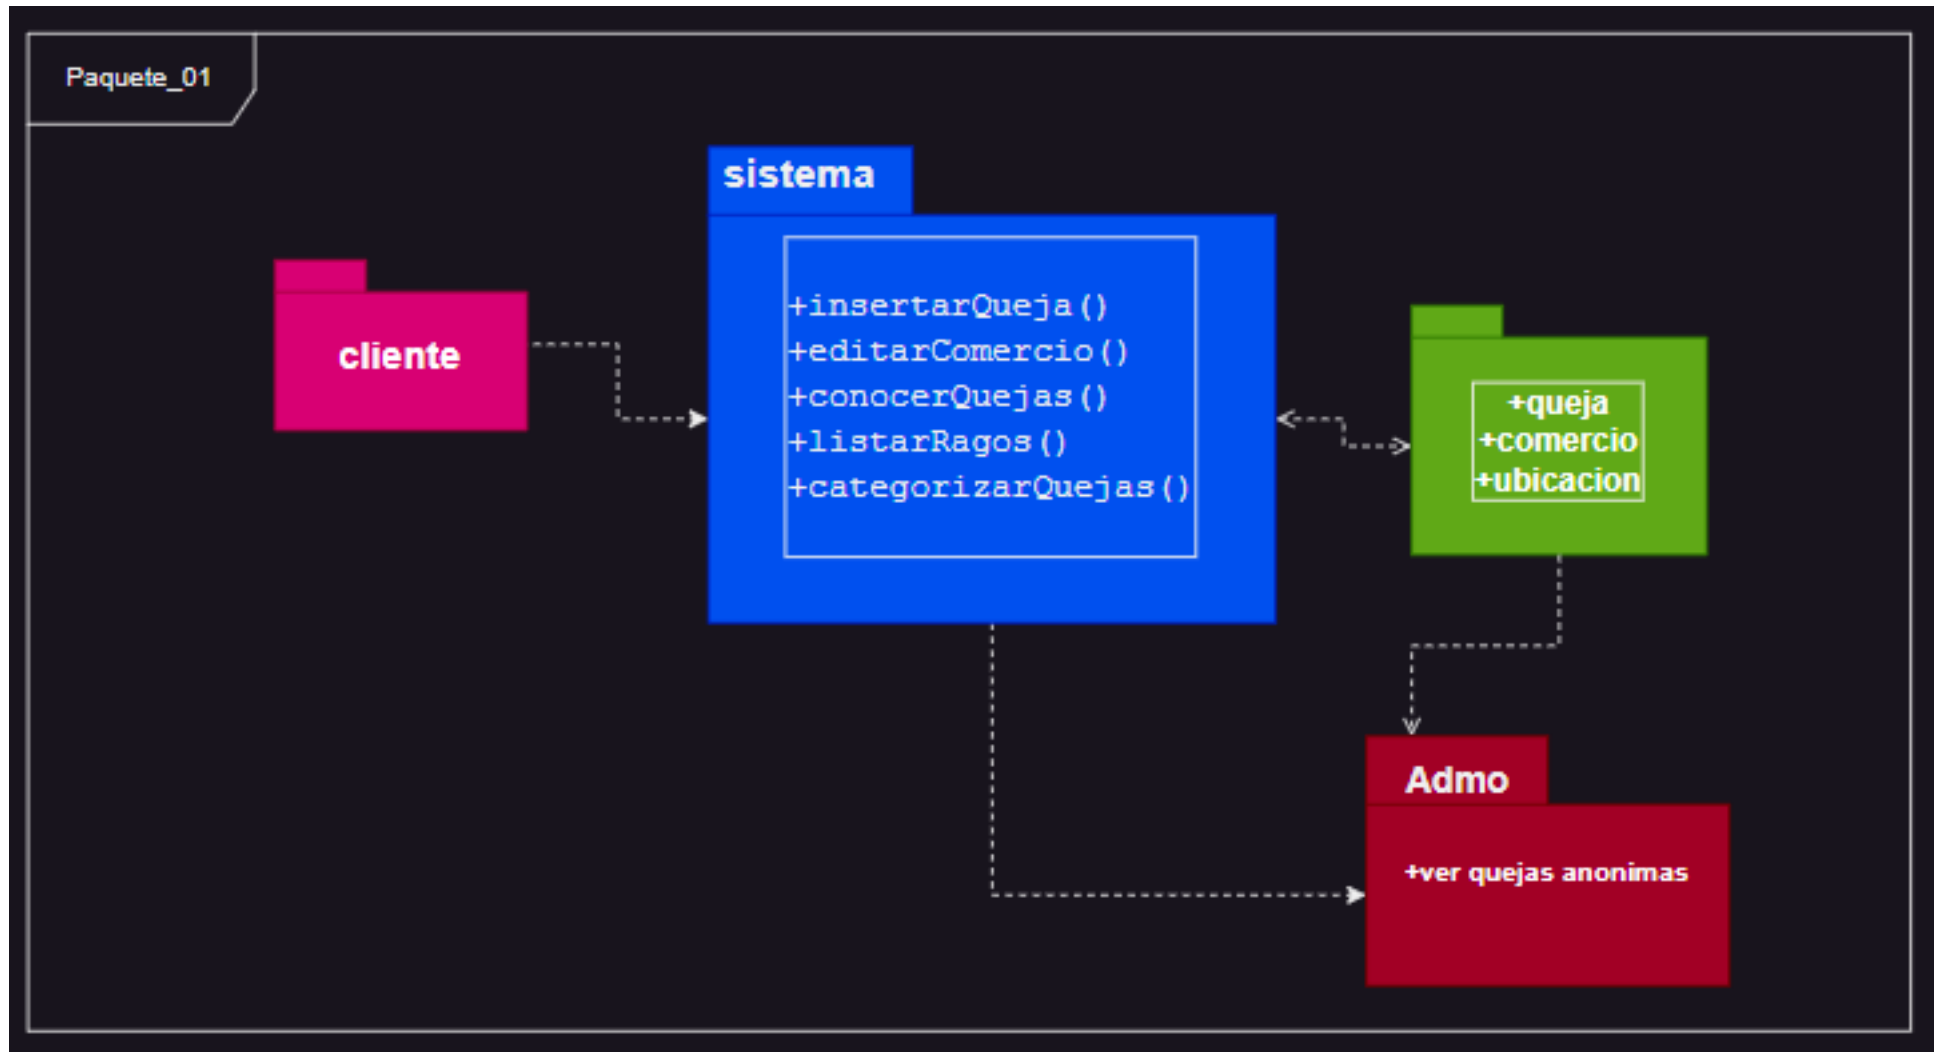 Paquete_01
sistema
+insertarQueja()
+editarComercio()
+conocerQuejas()
+listarRagos()
+categorizarQuejas()
cliente
+queja
+comercio
+ubicacion
Admo
+ver quejas anonimas